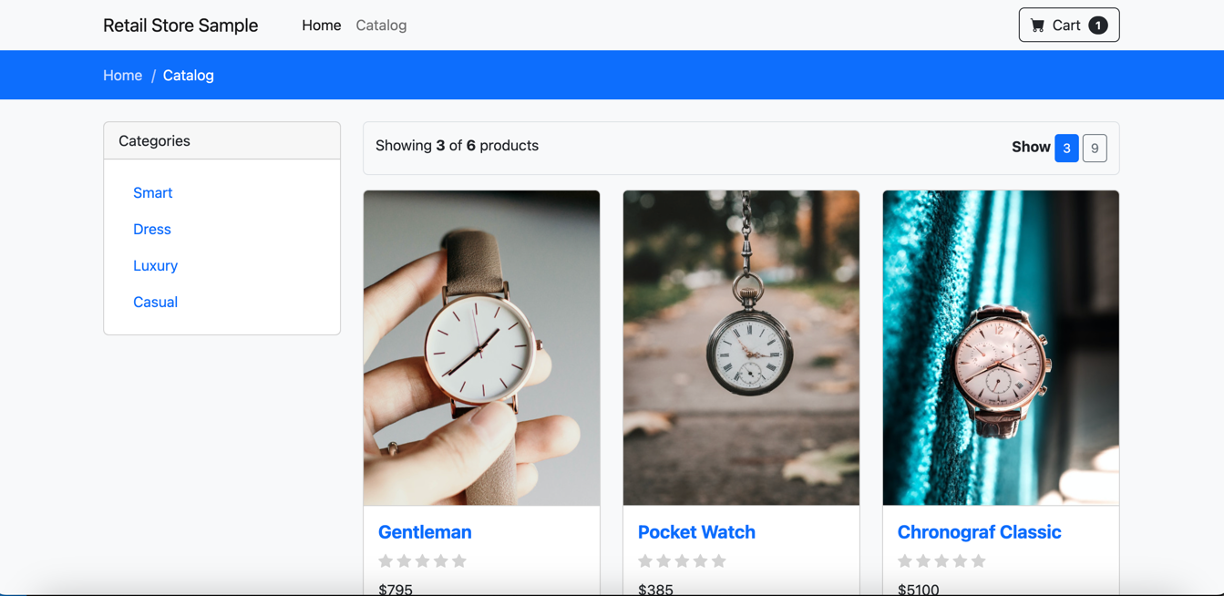 Retail Store Sample Home Catalog Cart 1
Home / Catalog
Categories
Smart
Dress
Luxury
Casual
Showing 3 of 6 products Show 3 9
Gentleman
$795
Pocket Watch
$385
Chronograf Classic
$5100